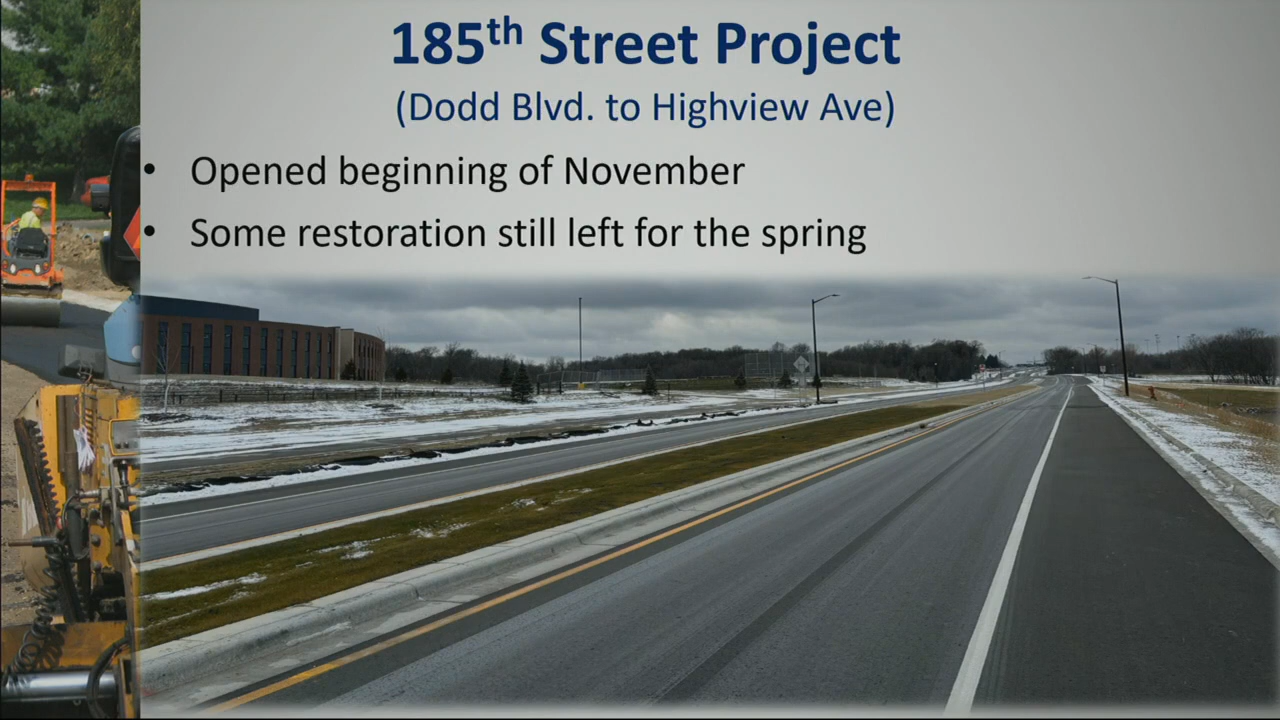 185th Street Project
(Dodd Blvd. to Highview Ave)
• Opened beginning of November
• Some restoration still left for the spring